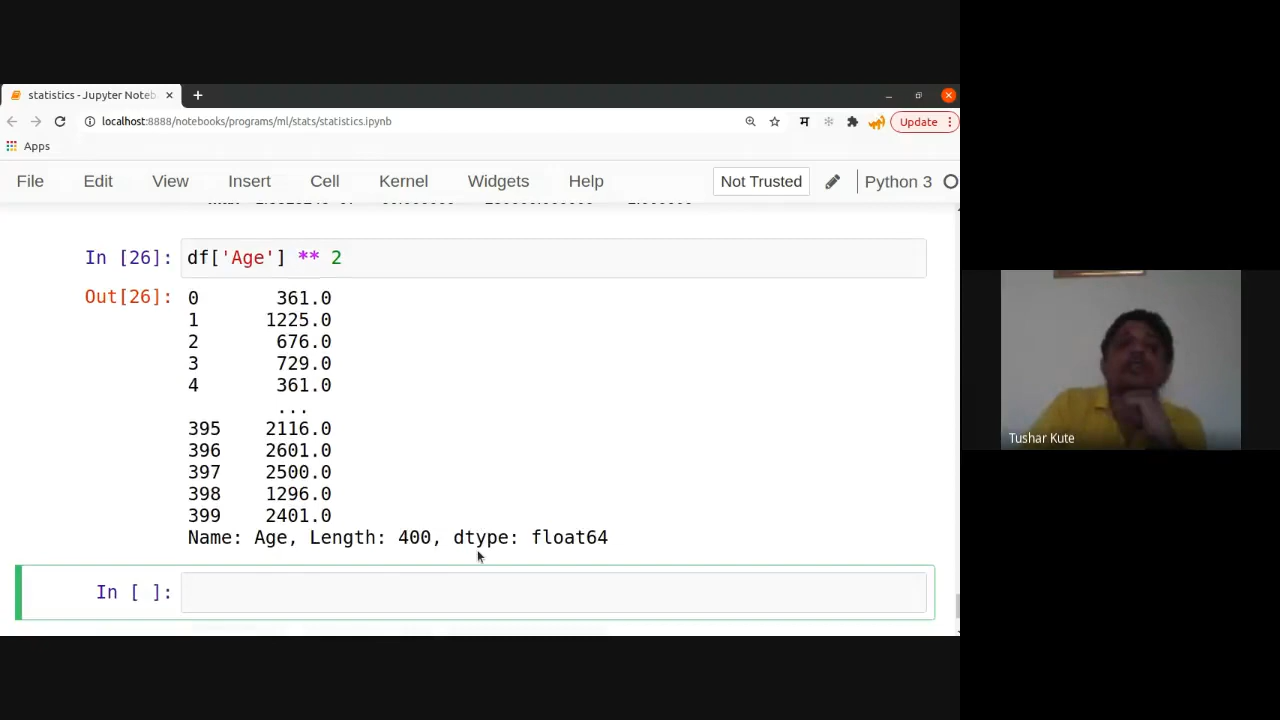 statistics - Jupyter Noteb
localhost:8888/notebooks/programs/ml/stats/statistics.ipynb
म
Update
Apps
File Edit View Insert Cell Kernel Widgets Help Not Trusted Python 3
In [26]: df['Age'] ** 2
Out[26]: 0 361.0
1 1225.0
2 676.0
3 729.0
4 361.0
...
395 2116.0
396 2601.0
397 2500.0
398 1296.0
399 2401.0
Name: Age, Length: 400, dtype: float64
In [ ]:
Tushar Kute